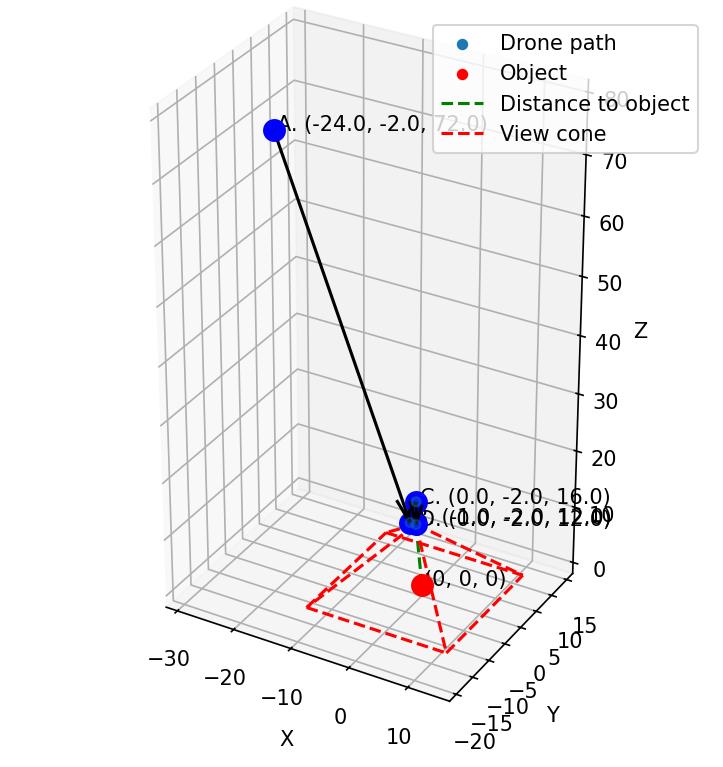 Drone path
Object
Distance to object
View cone
A. (-24.0, -2.0, 72.0)
C. (0.0, -2.0, 16.0)
(0, 0, 0)
80
70
60
50
40
30
20
10
0
Z
−30
−20
−10
0
10
X
15
10
5
0
−5
−10
−15
−20
Y